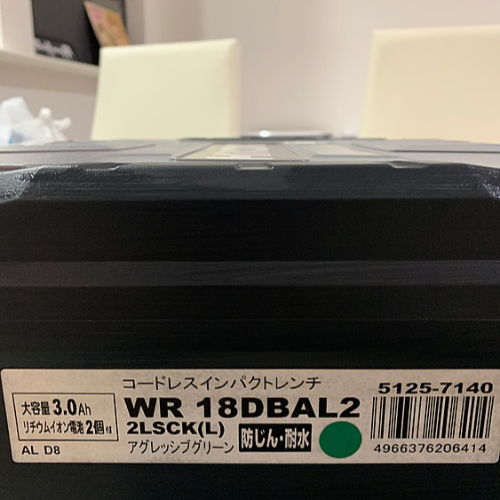 コードレスインパクトレンチ
5125-7140
大容量 3.0Ah
リチウムイオン電池2個付
WR 18DBAL2
2LSCK(L)
防じん・耐水
アグレッシブグリーン
AL D8
4966376206414